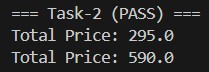 === Task-2 (PASS) ===
Total Price: 295.0
Total Price: 590.0